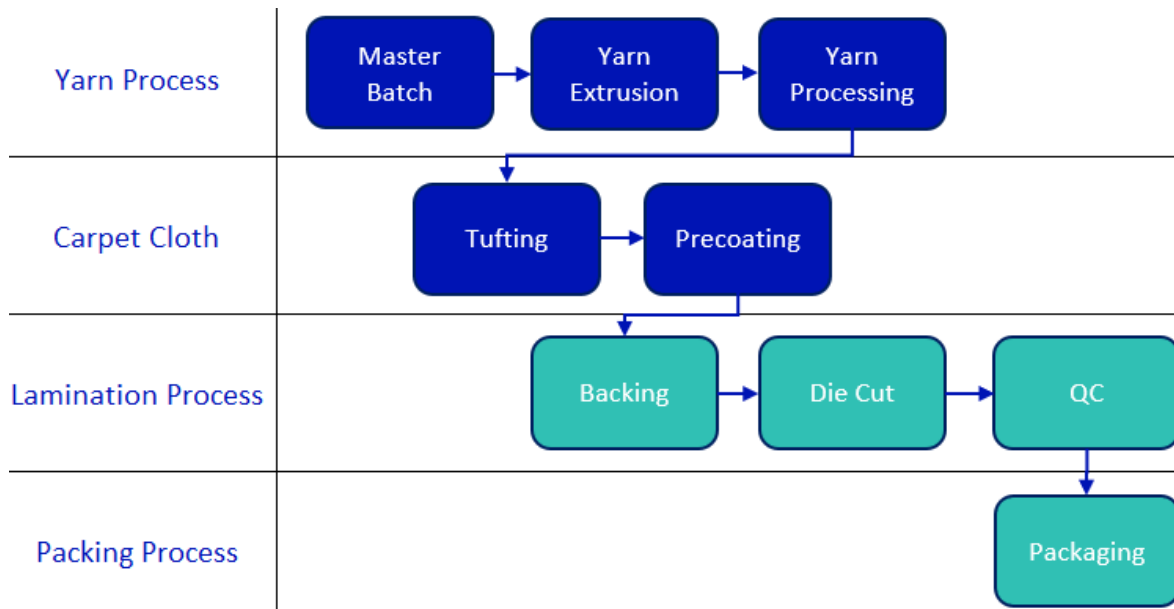 Yarn Process
Master
Batch
Yarn
Extrusion
Yarn
Processing
Carpet Cloth
Tufting
Precoating
Lamination Process
Backing
Die Cut
QC
Packing Process
Packaging